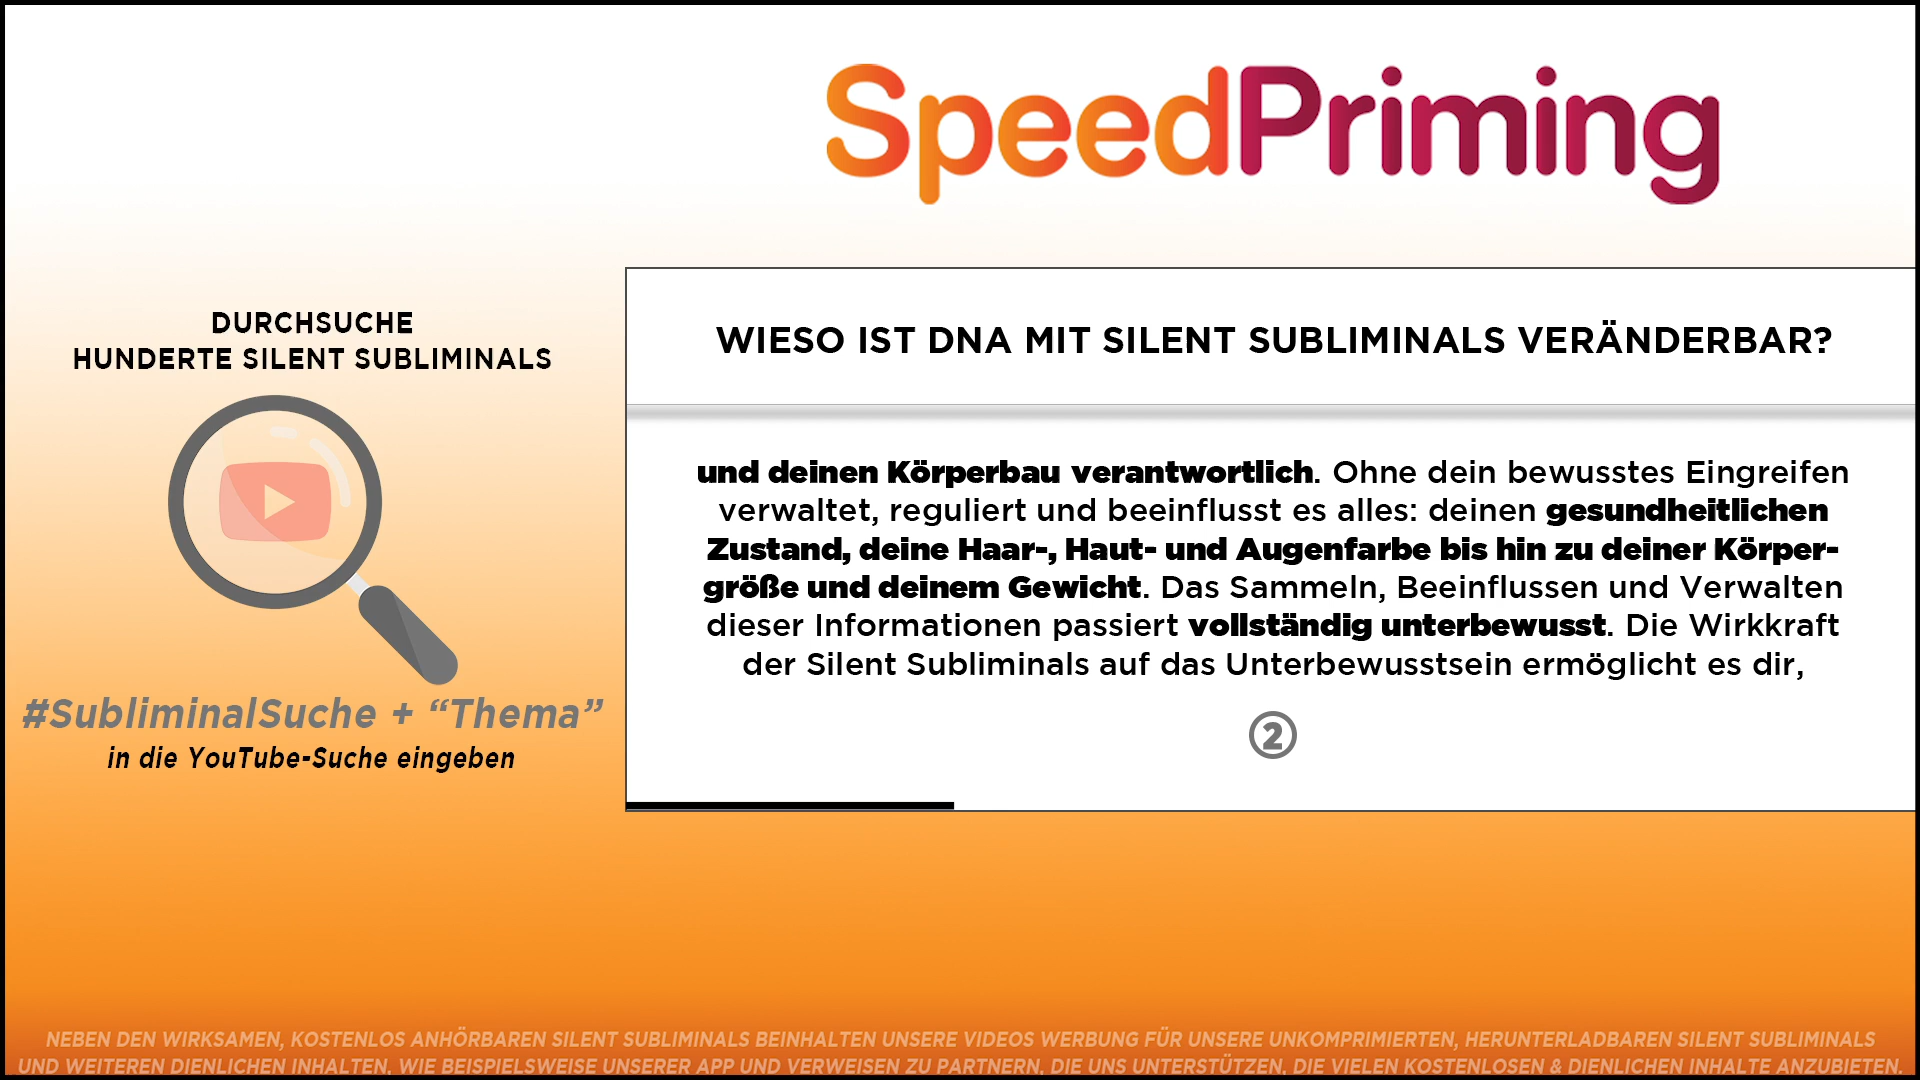 SpeedPriming
DURCHSUCHE
HUNDERTE SILENT SUBLIMINALS
#SubliminalSuche + “Thema”
in die YouTube-Suche eingeben
WIESO IST DNA MIT SILENT SUBLIMINALS VERÄNDERBAR?
und deinen Körperbau verantwortlich. Ohne dein bewusstes Eingreifen
verwaltet, reguliert und beeinflusst es alles: deinen gesundheitlichen
Zustand, deine Haar-, Haut- und Augenfarbe bis hin zu deiner Körper-
größe und deinem Gewicht. Das Sammeln, Beeinflussen und Verwalten
dieser Informationen passiert vollständig unterbewusst. Die Wirkkraft
der Silent Subliminals auf das Unterbewusstsein ermöglicht es dir,
2
NEBEN DEN WIRKSAMEN, KOSTENLOS ANHÖRBAREN SILENT SUBLIMINALS BEINHALTEN UNSERE VIDEOS WERBUNG FÜR UNSERE UNKOMPRIMIERTEN, HERUNTERLADBAREN SILENT SUBLIMINALS
UND WEITEREN DIENLICHEN INHALTEN, WIE BEISPIELSWEISE UNSERER APP UND VERWEISEN ZU PARTNERN, DIE UNS UNTERSTÜTZEN, DIE VIELEN KOSTENLOSEN & DIENLICHEN INHALTE ANZUBIETEN.